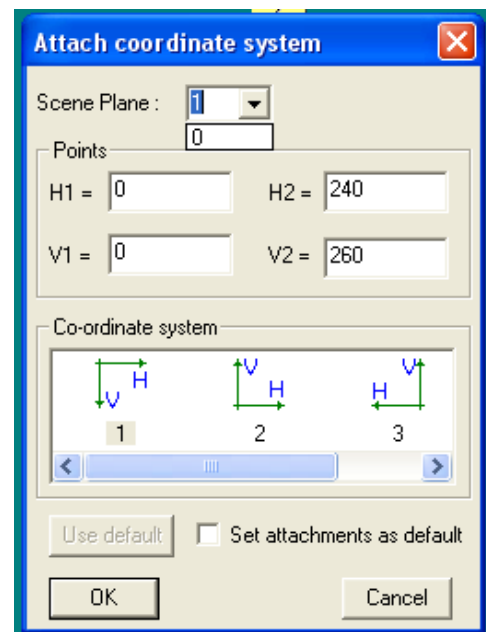 Attach coordinate system
Scene Plane : 1
0
Points
H1 = 0 H2 = 240
V1 = 0 V2 = 260
Co-ordinate system
H V V H V H
1 2 3
Use default Set attachments as default
OK Cancel